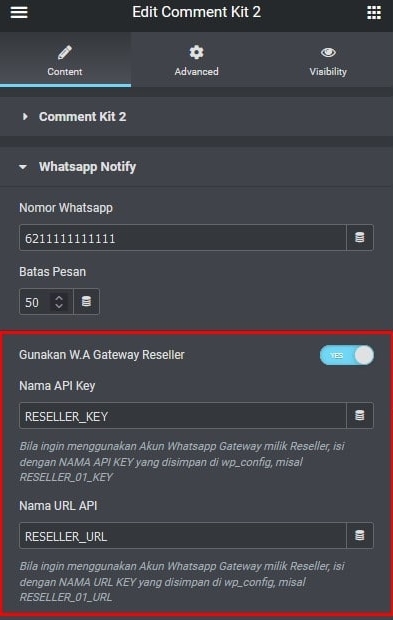 Edit Comment Kit 2
Content
Advanced
Visibility
Comment Kit 2
Whatsapp Notify
Nomor Whatsapp
6211111111111
Batas Pesan
50
Gunakan W.A Gateway Reseller
YES
Nama API Key
RESELLER_KEY
Bila ingin menggunakan Akun Whatsapp Gateway milik Reseller, isi
dengan NAMA API KEY yang disimpan di wp_config, misal
RESELLER_01_KEY
Nama URL API
RESELLER_URL
Bila ingin menggunakan Akun Whatsapp Gateway milik Reseller, isi
dengan NAMA URL KEY yang disimpan di wp_config, misal
RESELLER_01_URL